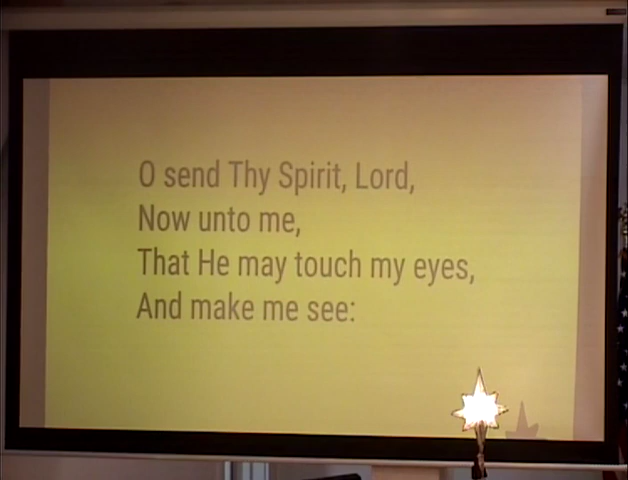 O send Thy Spirit, Lord,
Now unto me,
That He may touch my eyes,
And make me see: